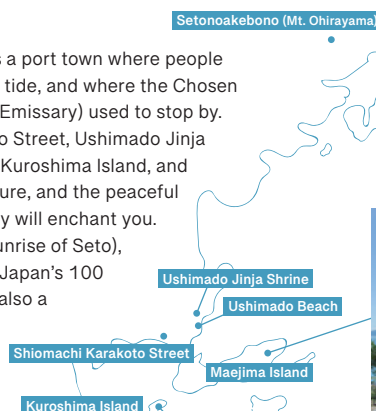 Setonoakebono (Mt. Ohirayama)
a port town where people
tide, and where the Chosen
Emissary) used to stop by.
Street, Ushimado Jinja
Kuroshima Island, and
and the peaceful
will enchant you.
of Seto),
Japan's 100
also a
Ushimado Jinja Shrine
Ushimado Beach
Shiomachi Karakoto Street
Maejima Island
Kuroshima Island